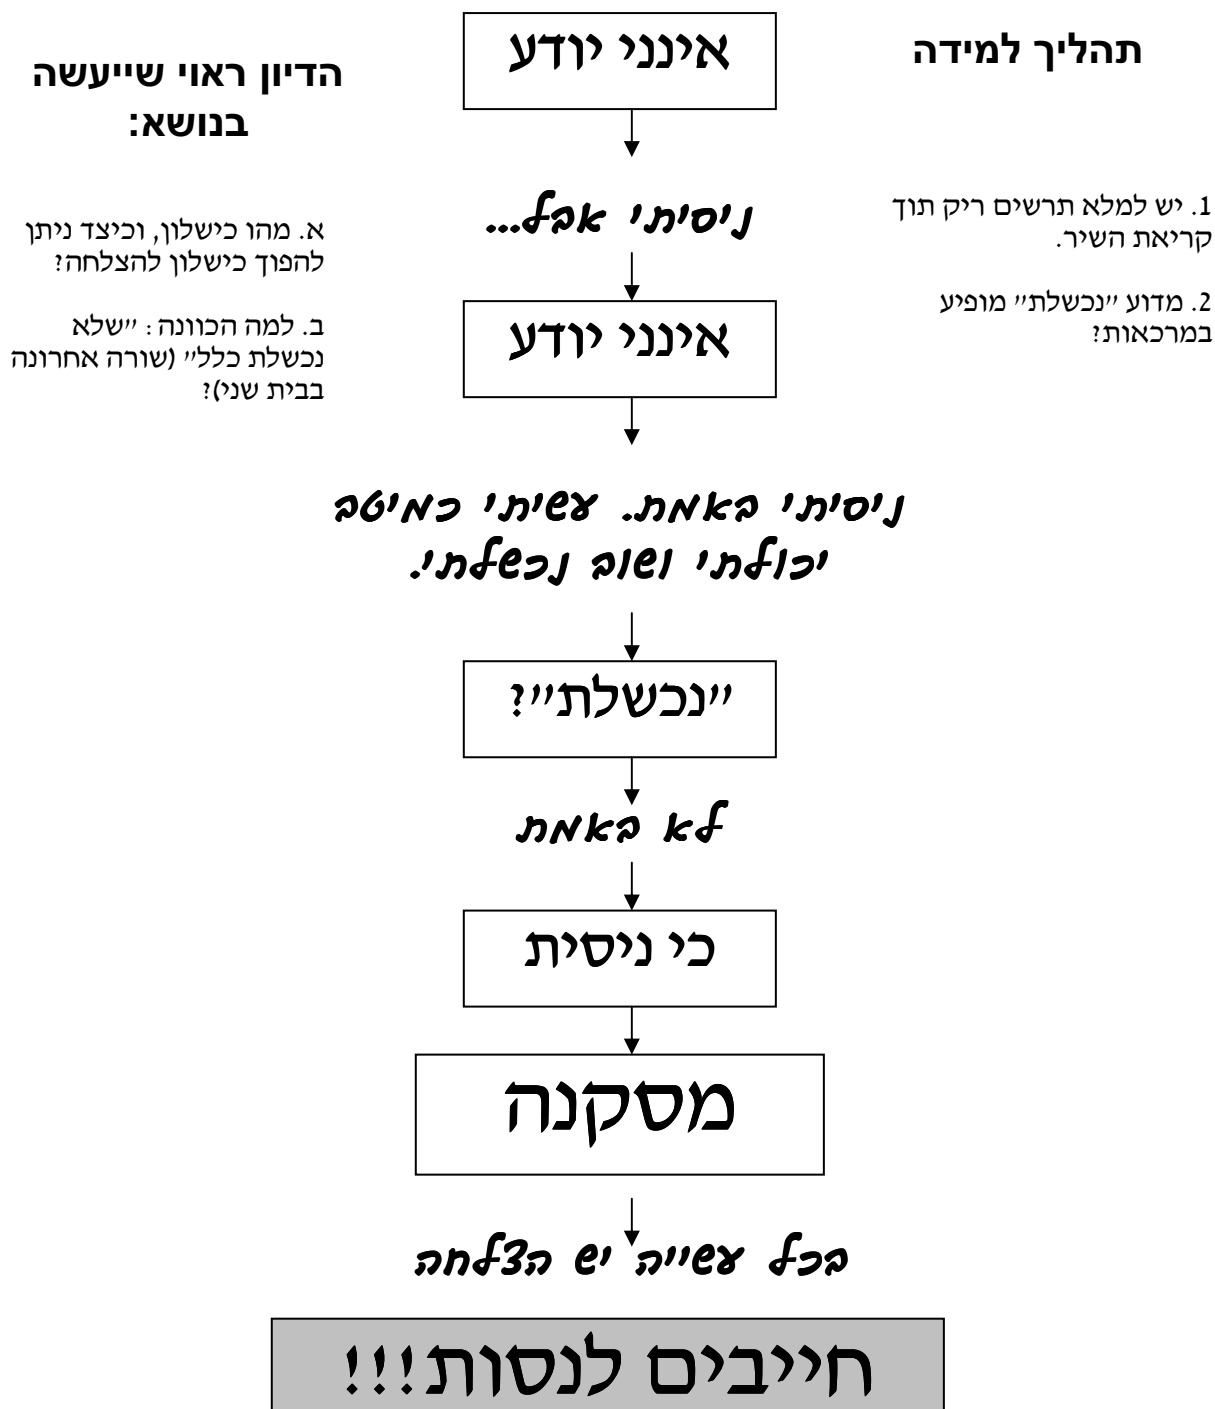 תהליך למידה
1. יש למלא תרשים ריק תוך
קריאת השיר.
2. מדוע ״נכשלת״ מופיע
במרכאות?
אינני יודע
ניסיתי אבל...
אינני יודע
ניסיתי באמת. עשיתי כמיטב
יכולתי ושוב נכשלתי.
״נכשלת״?
לא באמת
כי ניסית
מסקנה
בכל עשייה יש הצלחה
חייבים לנסות!!!
הדיון ראוי שייעשה
בנושא:
א. מהו כישלון, וכיצד ניתן
להפוך כישלון להצלחה?
ב. למה הכוונה: ״שלא
נכשלת כלל״ (שורה אחרונה
בבית שני)?